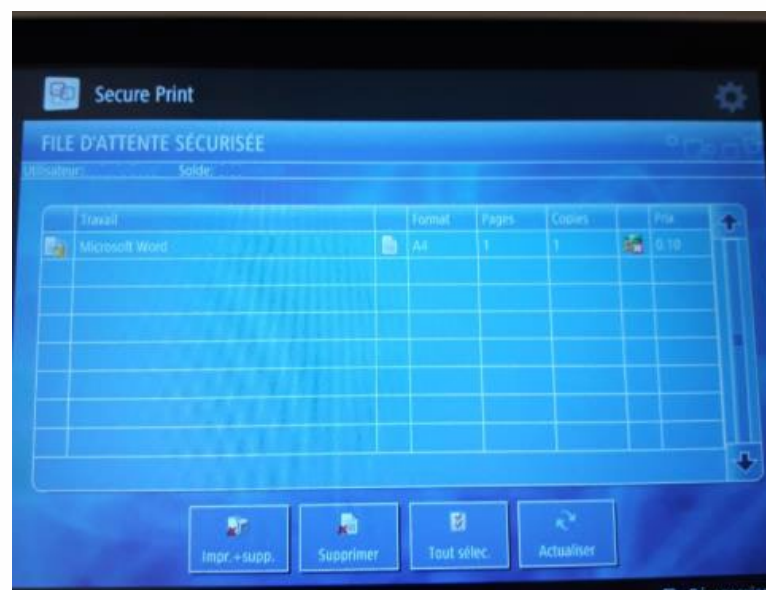 Secure Print
FILE D'ATTENTE SÉCURISÉE
Utilisateur: Solde:
Travail Format Pages Copies Prix
Microsoft Word A4 1 1 0.10
Impr.+supp. Supprimer Tout sélec. Actualiser